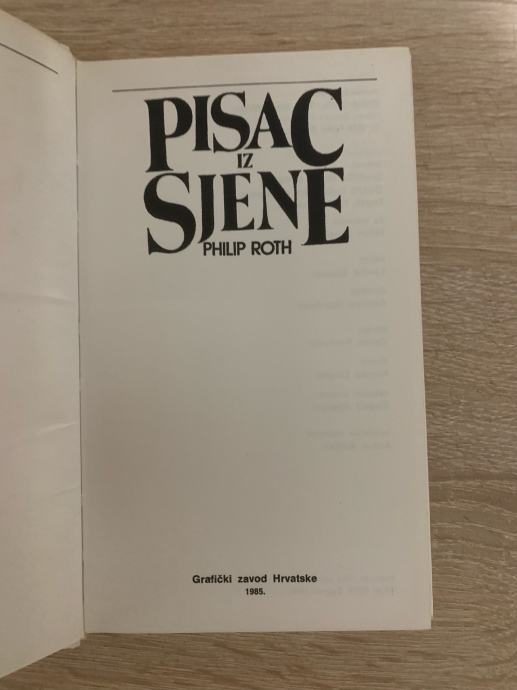 PISAC
IZ
SJENE
PHILIP ROTH
Grafički zavod Hrvatske
1985.